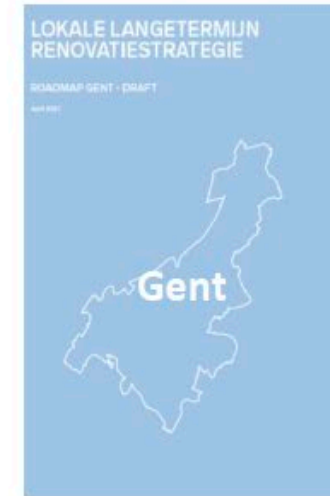 LOKALE LANGETERMIJN
RENOVATIESTRATEGIE
ROADMAP GENT - DRAFT
Gent